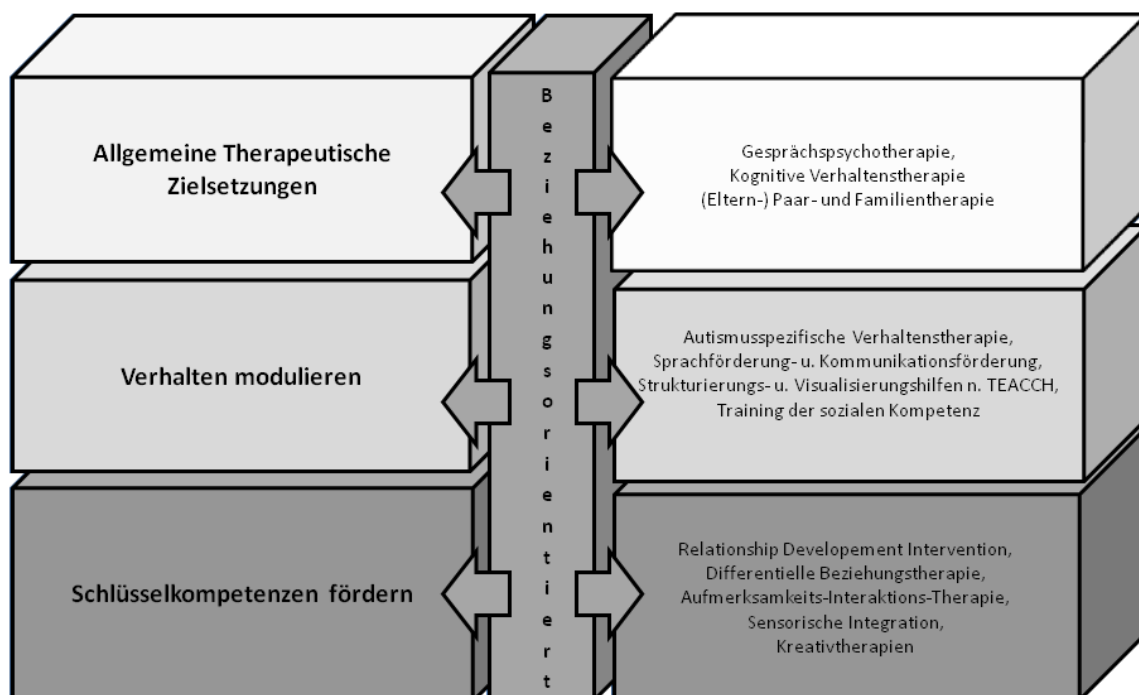 Allgemeine Therapeutische
Zielsetzungen
Verhalten modulieren
Schlüsselkompetenzen fördern
Beziehungsorientiert
Gesprächspsychotherapie,
Kognitive Verhaltenstherapie
(Eltern-) Paar- und Familientherapie
Autismusspezifische Verhaltenstherapie,
Sprachförderung- u. Kommunikationsförderung,
Strukturierungs- u. Visualisierungshilfen n. TEACCH,
Training der sozialen Kompetenz
Relationship Developement Intervention,
Differentielle Beziehungstherapie,
Aufmerksamkeits-Interaktions-Therapie,
Sensorische Integration,
Kreativtherapien